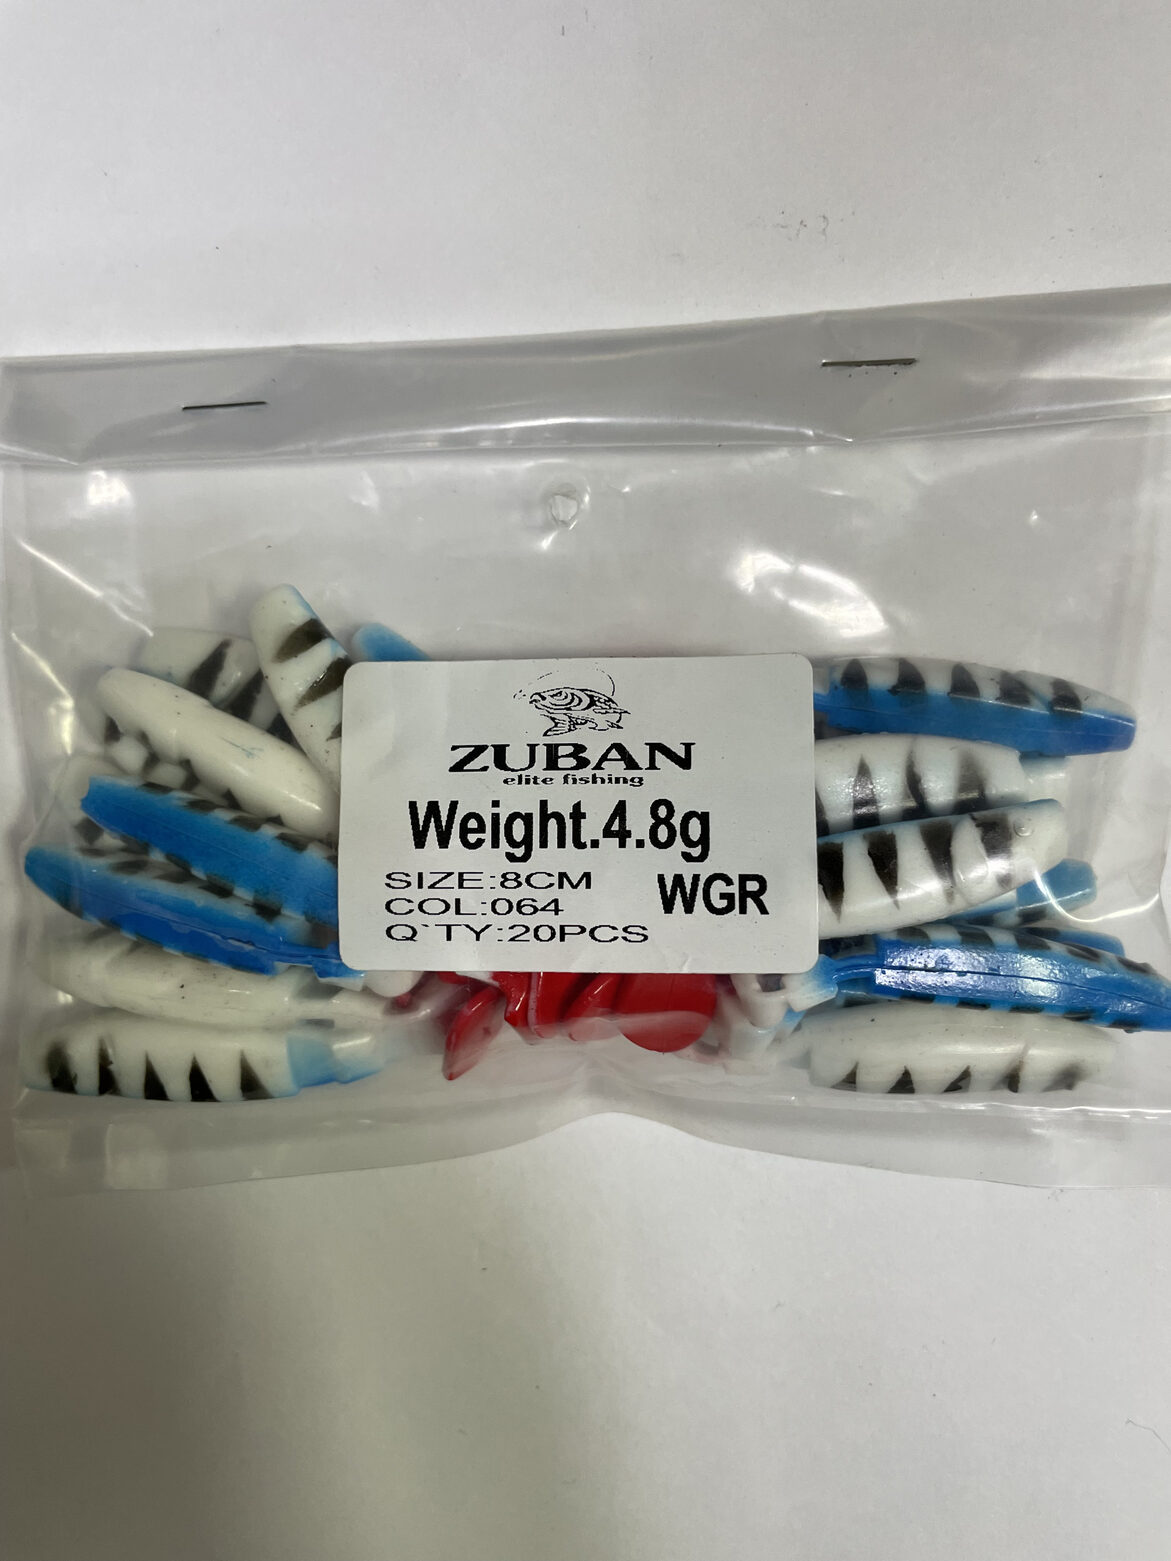 ZUBAN
elite fishing
Weight.4.8g
SIZE:8CM
WGR
COL:064
Q`TY:20PCS